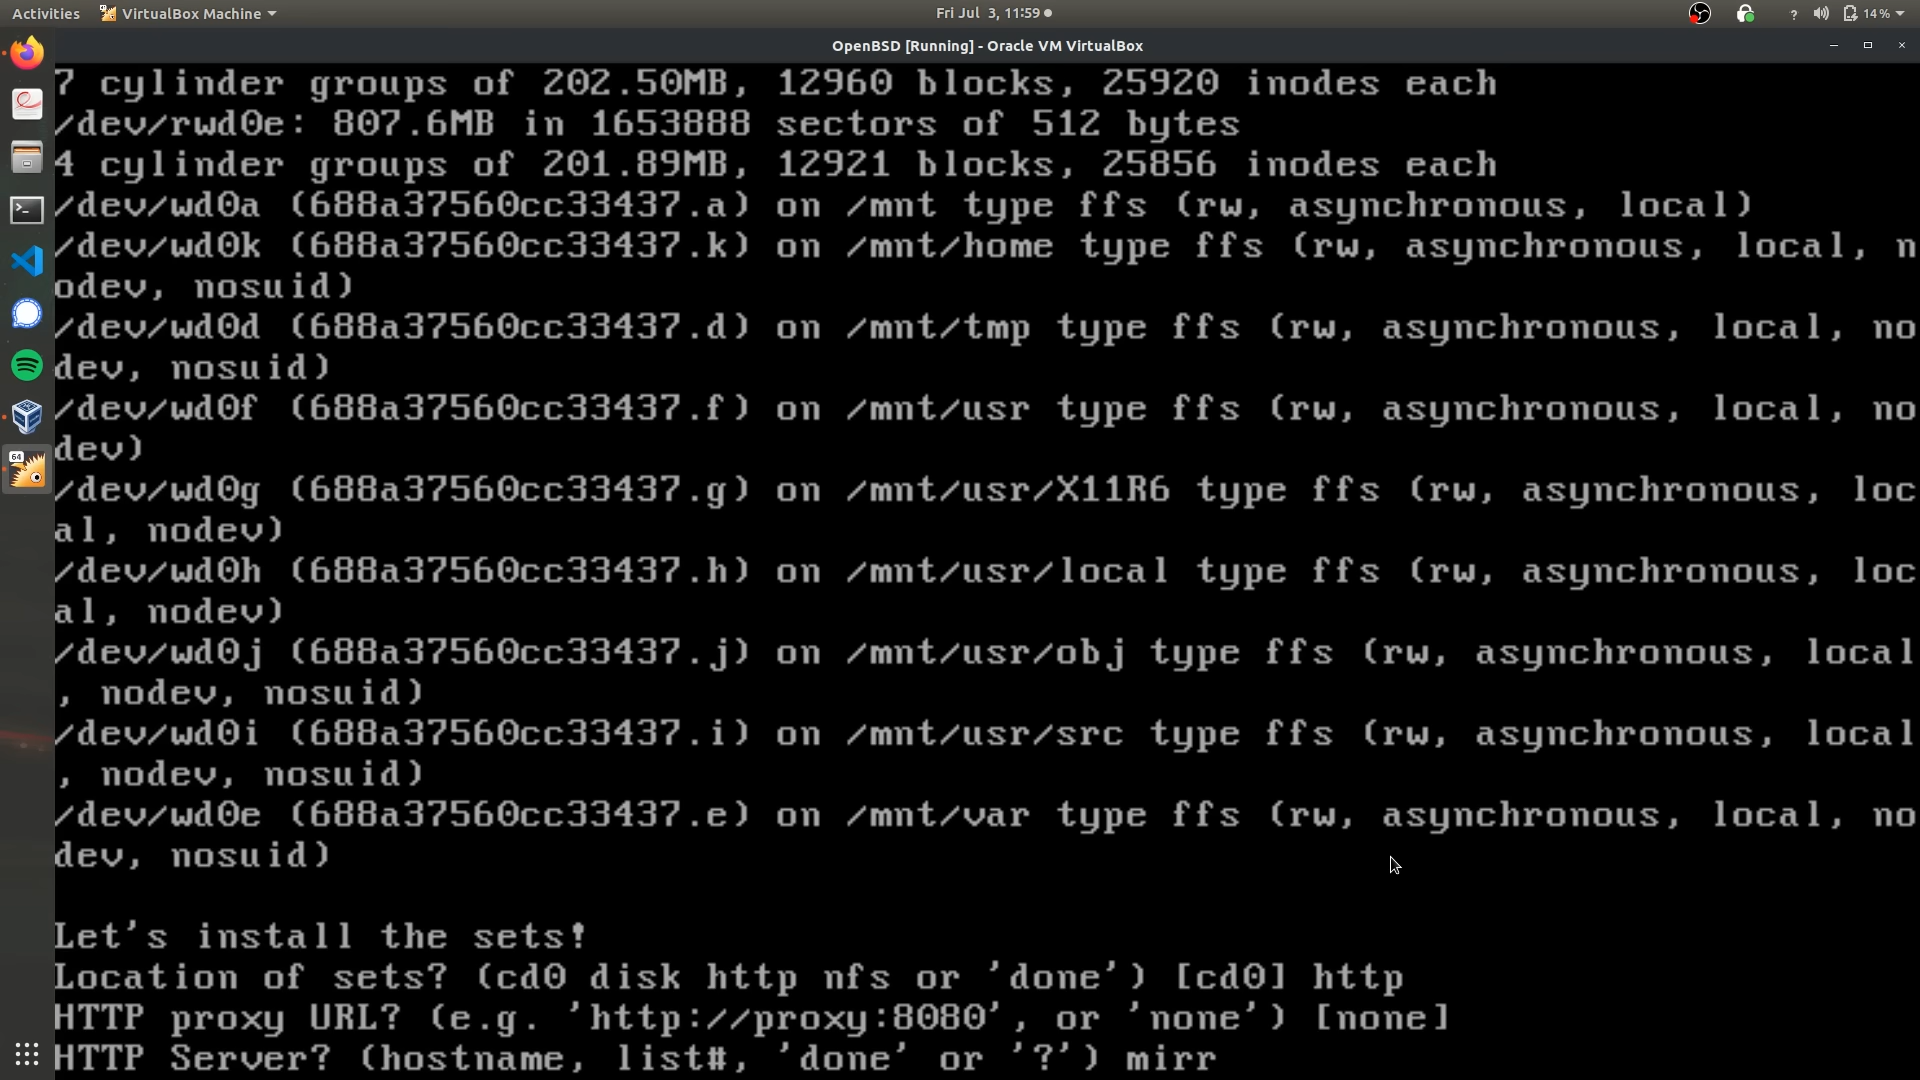 Activities VirtualBox Machine Fri Jul 3, 11:59 ? 14%
OpenBSD [Running] - Oracle VM VirtualBox
7 cylinder groups of 202.50MB, 12960 blocks, 25920 inodes each
/dev/rwd0e: 807.6MB in 1653888 sectors of 512 bytes
4 cylinder groups of 201.89MB, 12921 blocks, 25856 inodes each
/dev/wd0a (688a37560cc33437.a) on /mnt type ffs (rw, asynchronous, local)
/dev/wd0k (688a37560cc33437.k) on /mnt/home type ffs (rw, asynchronous, local, n
odev, nosuid)
/dev/wd0d (688a37560cc33437.d) on /mnt/tmp type ffs (rw, asynchronous, local, no
dev, nosuid)
/dev/wd0f (688a37560cc33437.f) on /mnt/usr type ffs (rw, asynchronous, local, no
dev)
/dev/wd0g (688a37560cc33437.g) on /mnt/usr/X11R6 type ffs (rw, asynchronous, loc
al, nodev)
64
/dev/wd0h (688a37560cc33437.h) on /mnt/usr/local type ffs (rw, asynchronous, loc
al, nodev)
/dev/wd0j (688a37560cc33437.j) on /mnt/usr/obj type ffs (rw, asynchronous, local
, nodev, nosuid)
/dev/wd0i (688a37560cc33437.i) on /mnt/usr/src type ffs (rw, asynchronous, local
, nodev, nosuid)
/dev/wd0e (688a37560cc33437.e) on /mnt/var type ffs (rw, asynchronous, local, no
dev, nosuid)
Let's install the sets!
Location of sets? (cd0 disk http nfs or 'done') [cd0] http
HTTP proxy URL? (e.g. 'http://proxy:8080', or 'none') [none]
HTTP Server? (hostname, list#, 'done' or '?') mirr